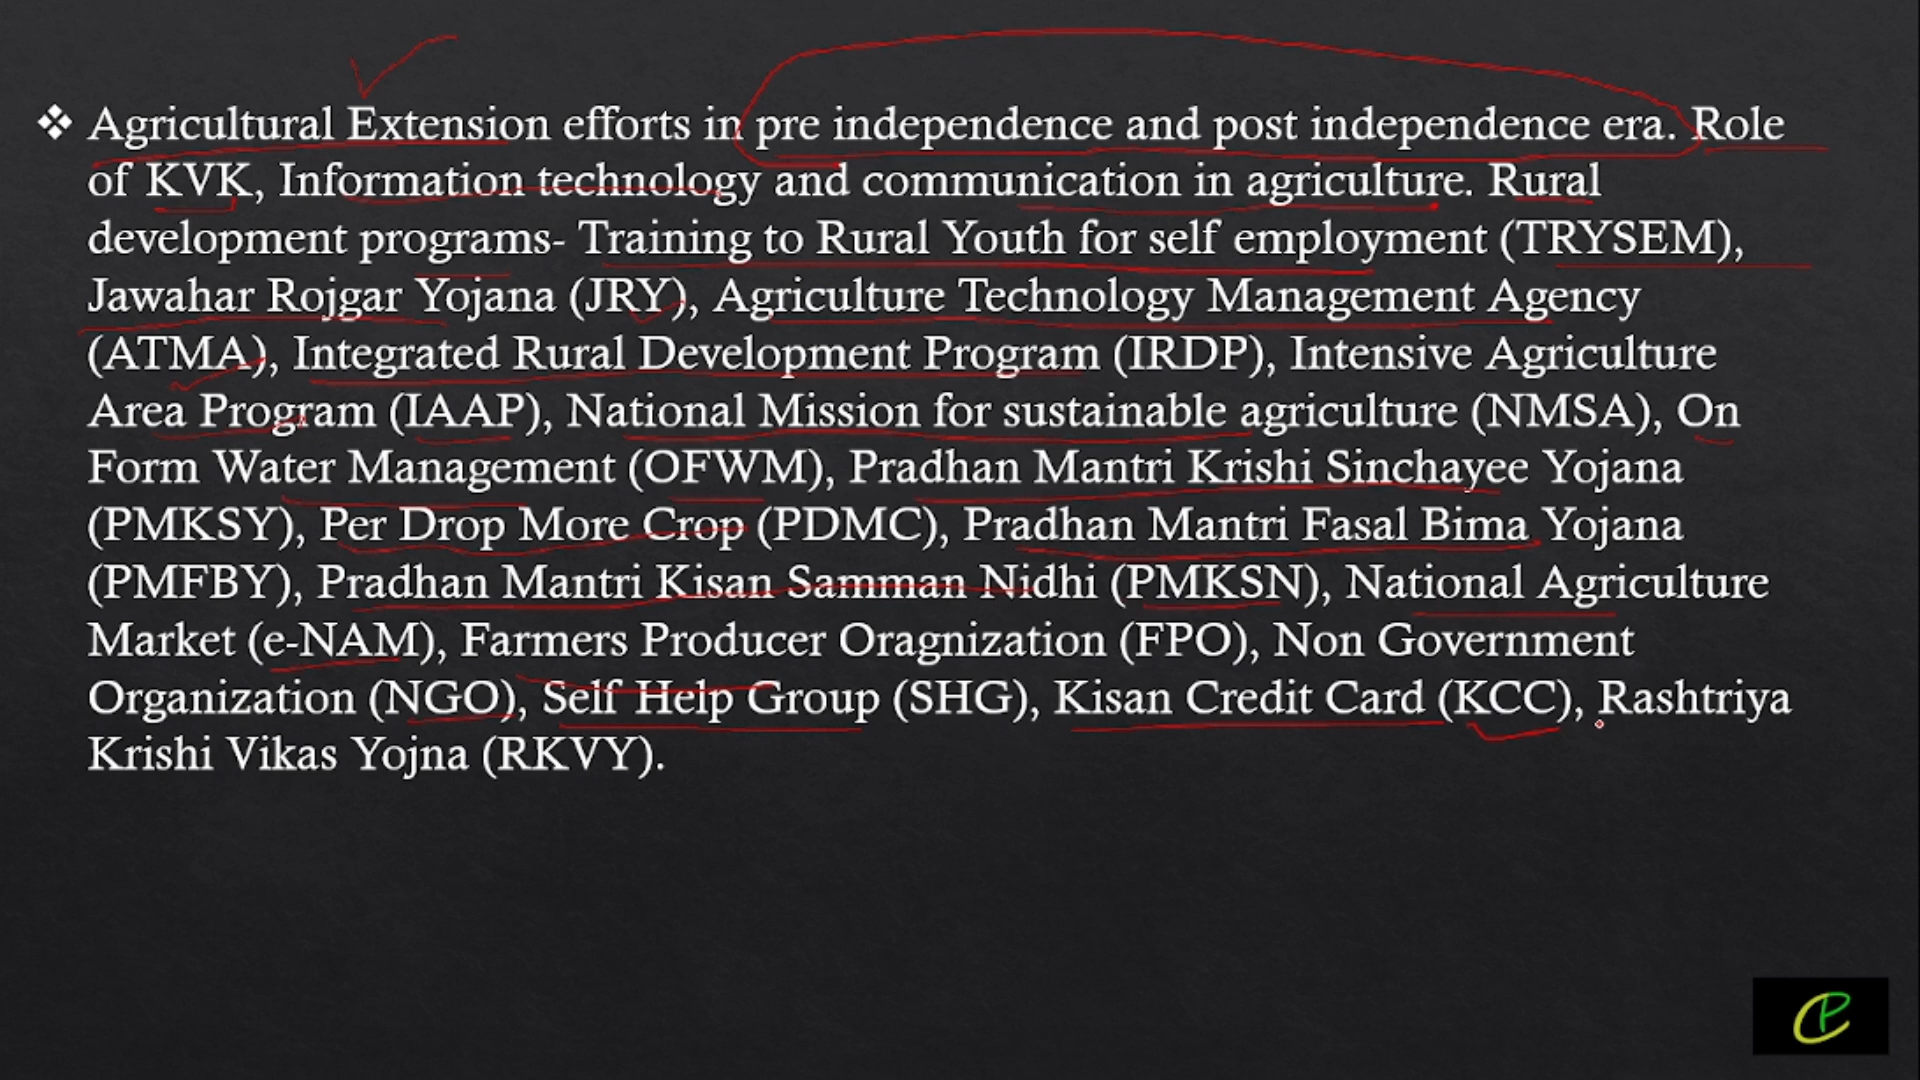 ❖ Agricultural Extension efforts in pre independence and post independence era. Role
of KVK, Information technology and communication in agriculture. Rural
development programs- Training to Rural Youth for self employment (TRYSEM),
Jawahar Rojgar Yojana (JRY), Agriculture Technology Management Agency
(ATMA), Integrated Rural Development Program (IRDP), Intensive Agriculture
Area Program (IAAP), National Mission for sustainable agriculture (NMSA), On
Form Water Management (OFWM), Pradhan Mantri Krishi Sinchayee Yojana
(PMKSY), Per Drop More Crop (PDMC), Pradhan Mantri Fasal Bima Yojana
(PMFBY), Pradhan Mantri Kisan Samman Nidhi (PMKSN), National Agriculture
Market (e-NAM), Farmers Producer Oragnization (FPO), Non Government
Organization (NGO), Self Help Group (SHG), Kisan Credit Card (KCC), Rashtriya
Krishi Vikas Yojna (RKVY).
CP